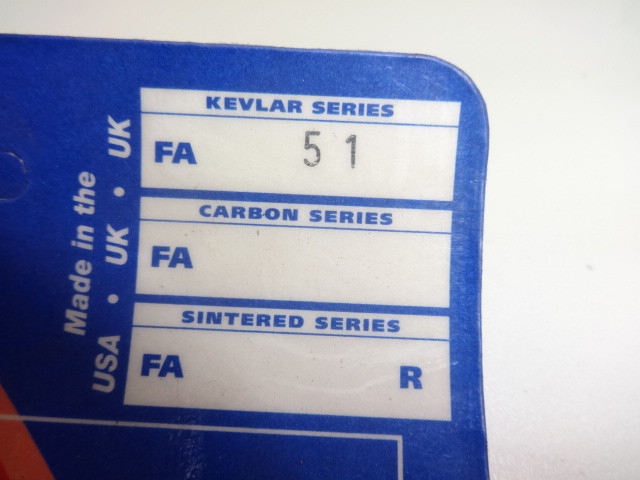 KEVLAR SERIES
FA 51
CARBON SERIES
FA
SINTERED SERIES
FA R
Made in the
USA • UK • UK